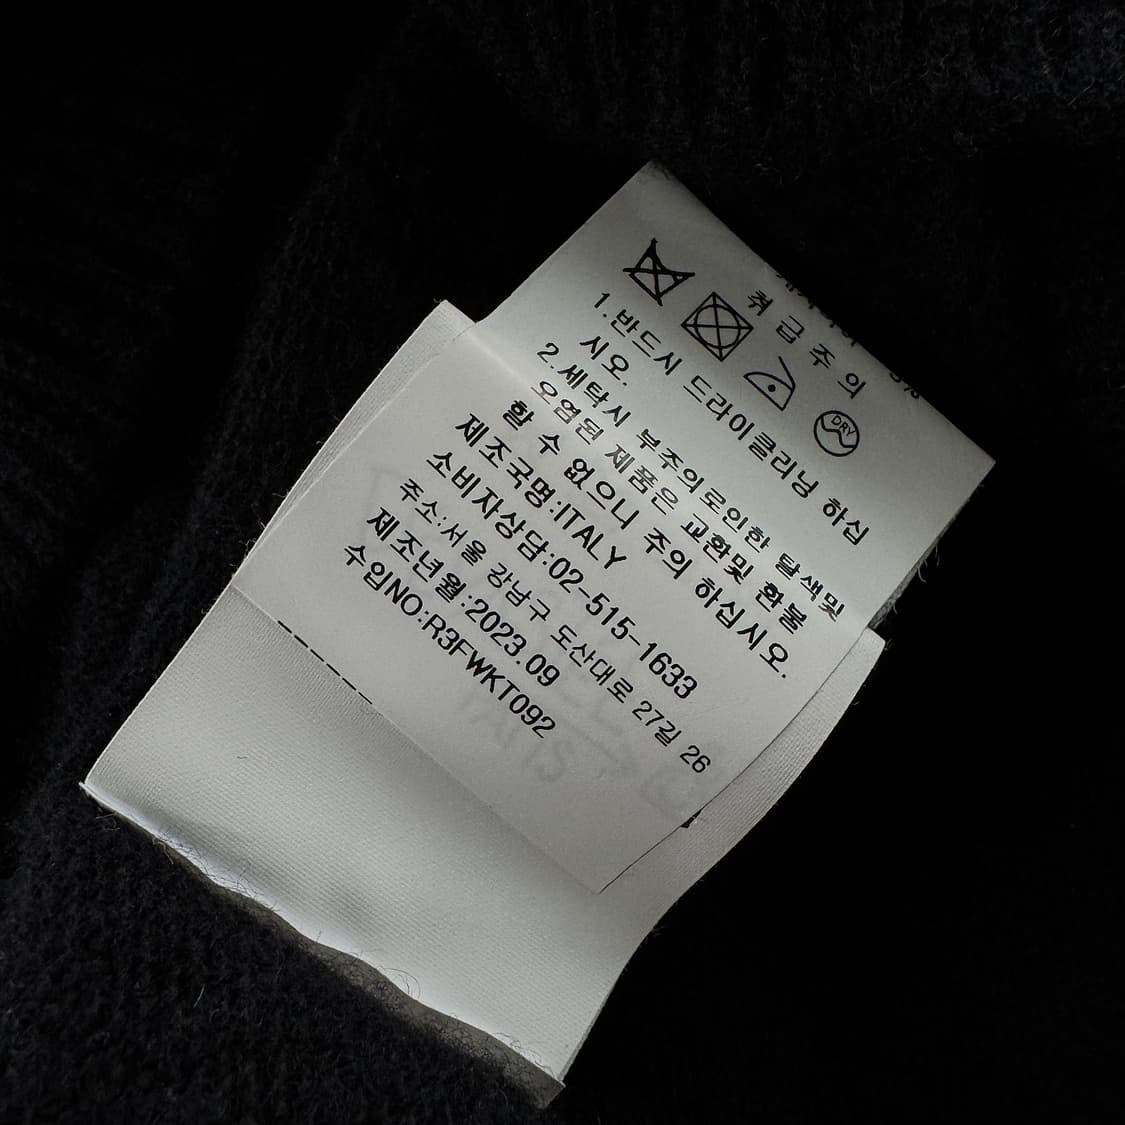 취 급 주 의
DRY
1.반드시 드라이클리닝 하십
시오.
2.세탁시 부주의로인한 탈색및
오염된 제품은 교환및 환불
할 수 없으니 주의 하십시오.
제조국명:ITALY
소비자상담:02-515-1633
주소:서울 강남구 도산대로 27길 26
제조년월:2023.09
수입NO:R3FWKT092